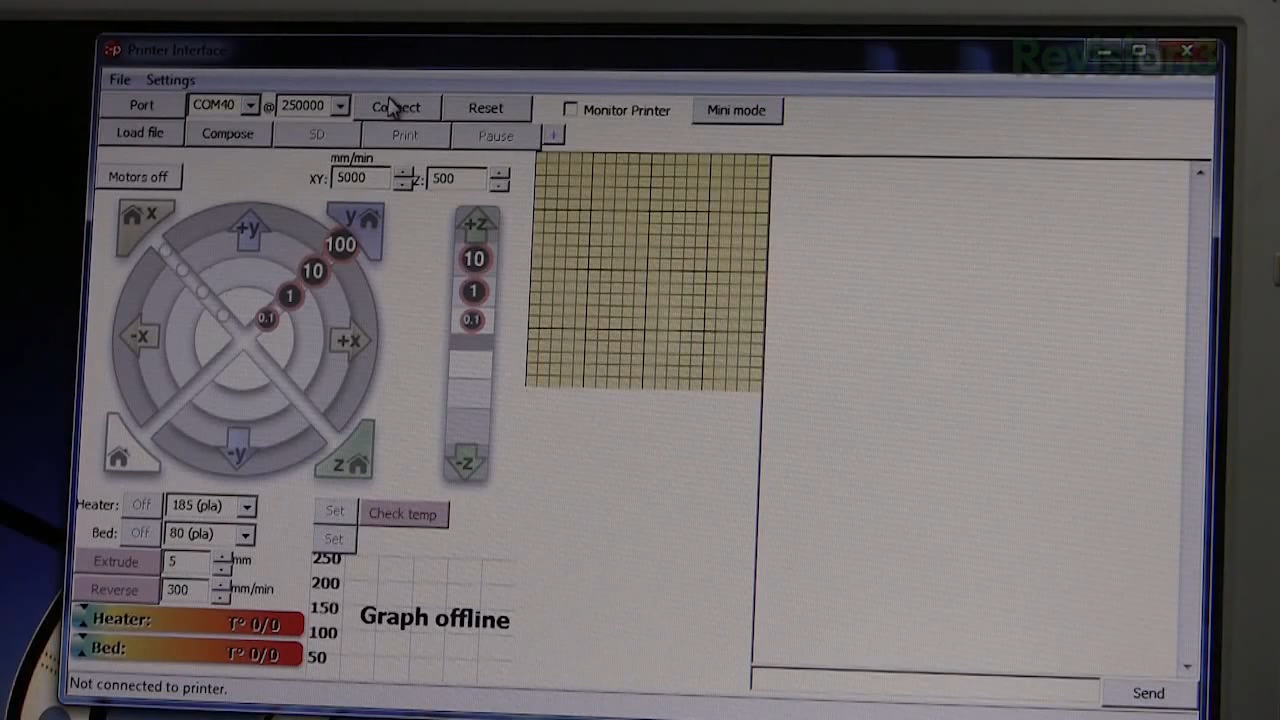 Revision3
Printer Interface
File Settings
Port COM40 @ 250000 Connect Reset Monitor Printer Mini mode
Load file Compose SD Print Pause +
mm/min
Motors off XY: 5000 Z: 500
x y
+y +z
100
10 10
1 1
0.1 0.1
-x +x
-y -z
z
Heater: Off 185 (pla) Set Check temp
Bed: Off 80 (pla) Set
Extrude 5 mm
Reverse 300 mm/min
250
200
150
100
50
Graph offline
Heater: T° 0/0
Bed: T° 0/0
Not connected to printer.
Send